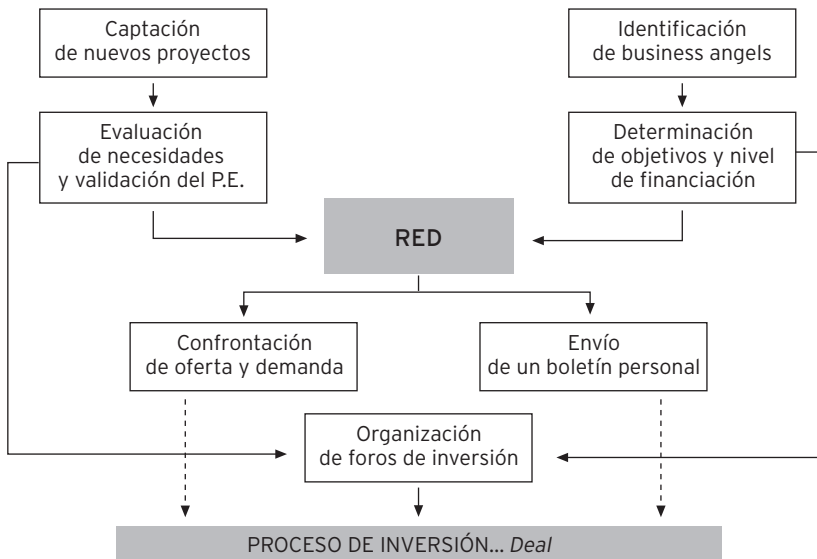 Captación
de nuevos proyectos
Identificación
de business angels
Evaluación
de necesidades
y validación del P.E.
Determinación
de objetivos y nivel
de financiación
RED
Confrontación
de oferta y demanda
Envío
de un boletín personal
Organización
de foros de inversión
PROCESO DE INVERSIÓN... Deal